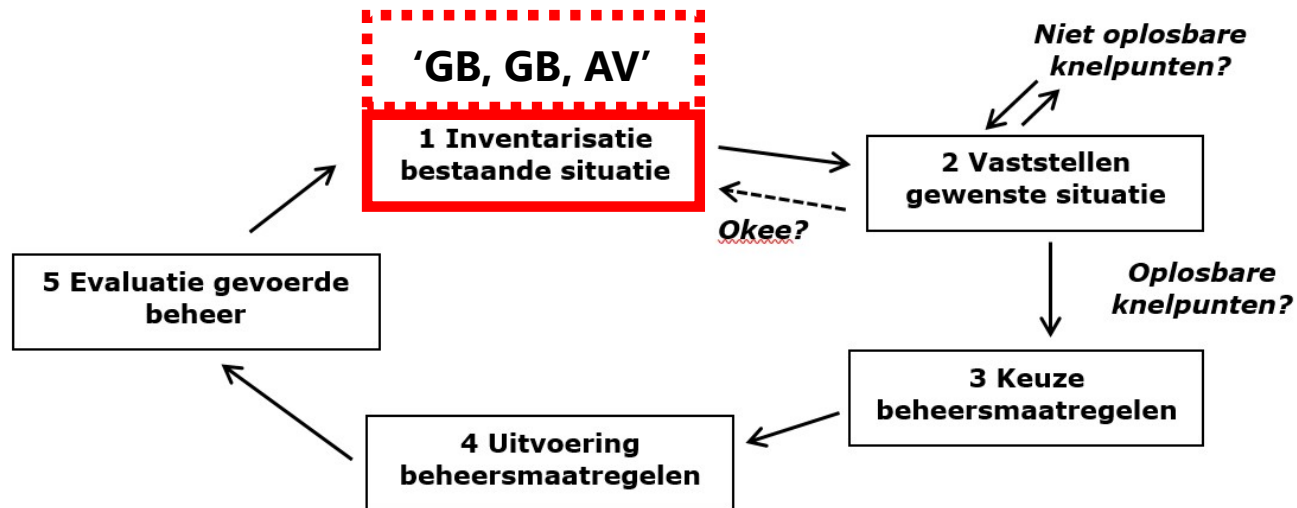 ‘GB, GB, AV’
1 Inventarisatie
bestaande situatie
Niet oplosbare
knelpunten?
2 Vaststellen
gewenste situatie
Okee?
Oplosbare
knelpunten?
3 Keuze
beheersmaatregelen
4 Uitvoering
beheersmaatregelen
5 Evaluatie gevoerde
beheer